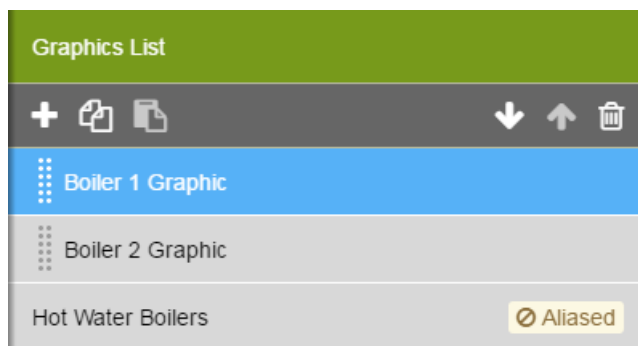 Graphics List
Boiler 1 Graphic
Boiler 2 Graphic
Hot Water Boilers Aliased